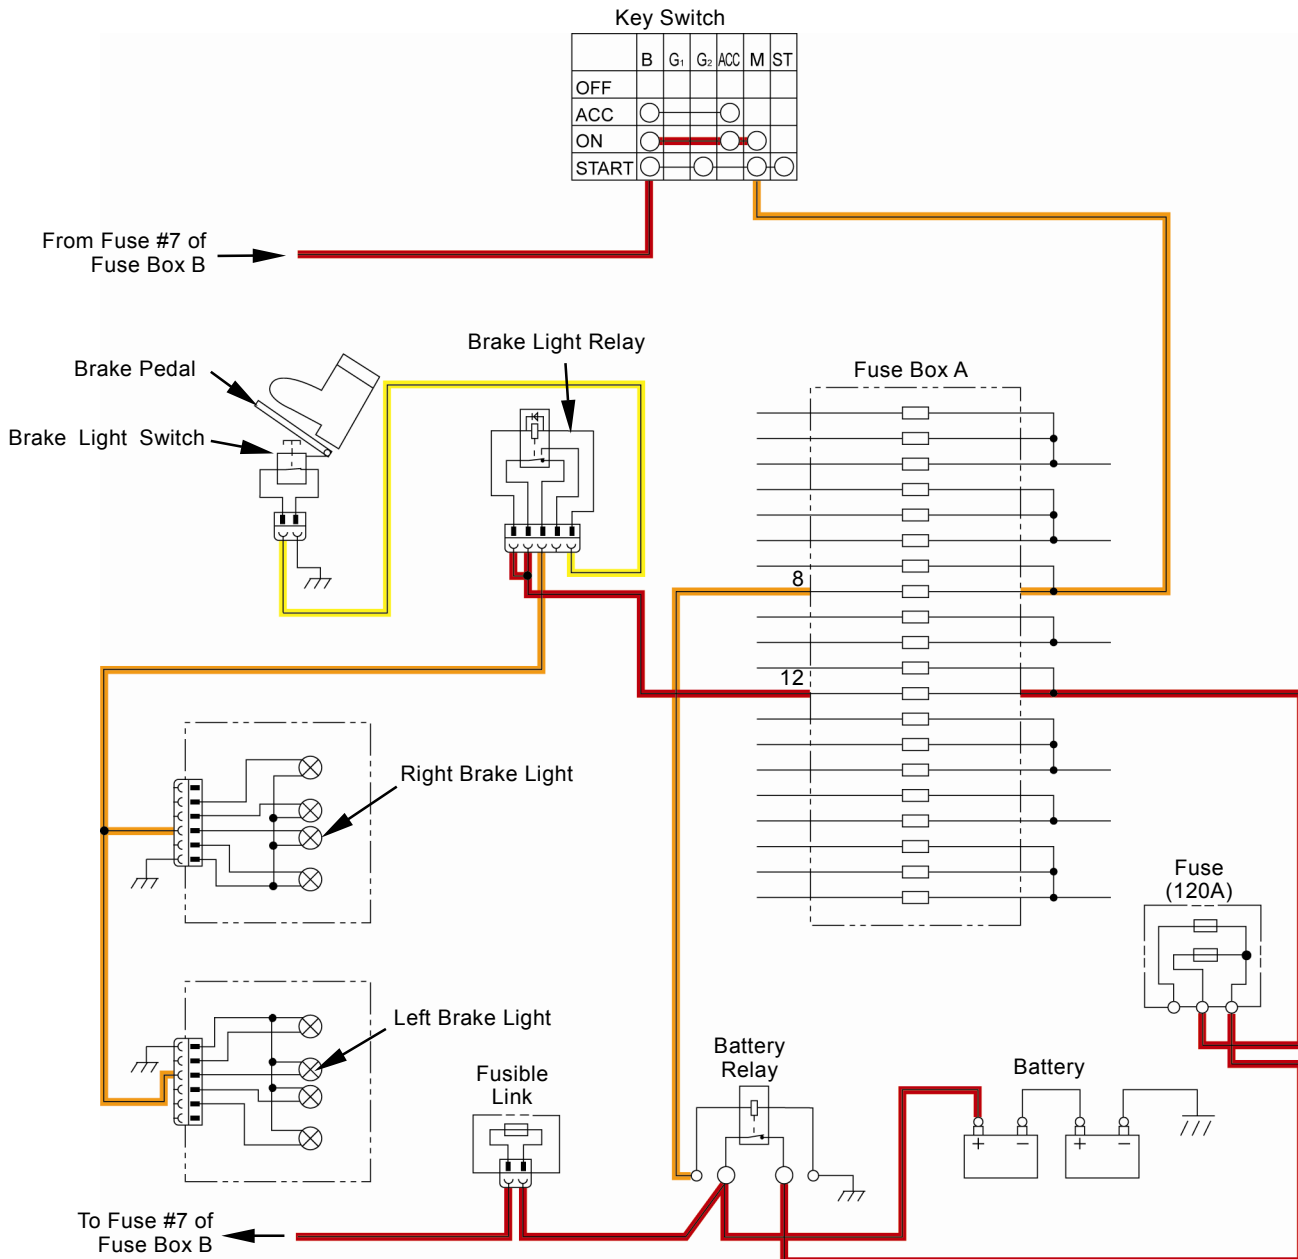 Key Switch
B G₁ G₂ ACC M ST
OFF
ACC
ON
START
From Fuse #7 of
Fuse Box B
Brake Light Relay
Brake Pedal
Fuse Box A
Brake Light Switch
8
12
Right Brake Light
Fuse
(120A)
Left Brake Light
Battery
Relay
Battery
Fusible
Link
+ − + −
To Fuse #7 of
Fuse Box B